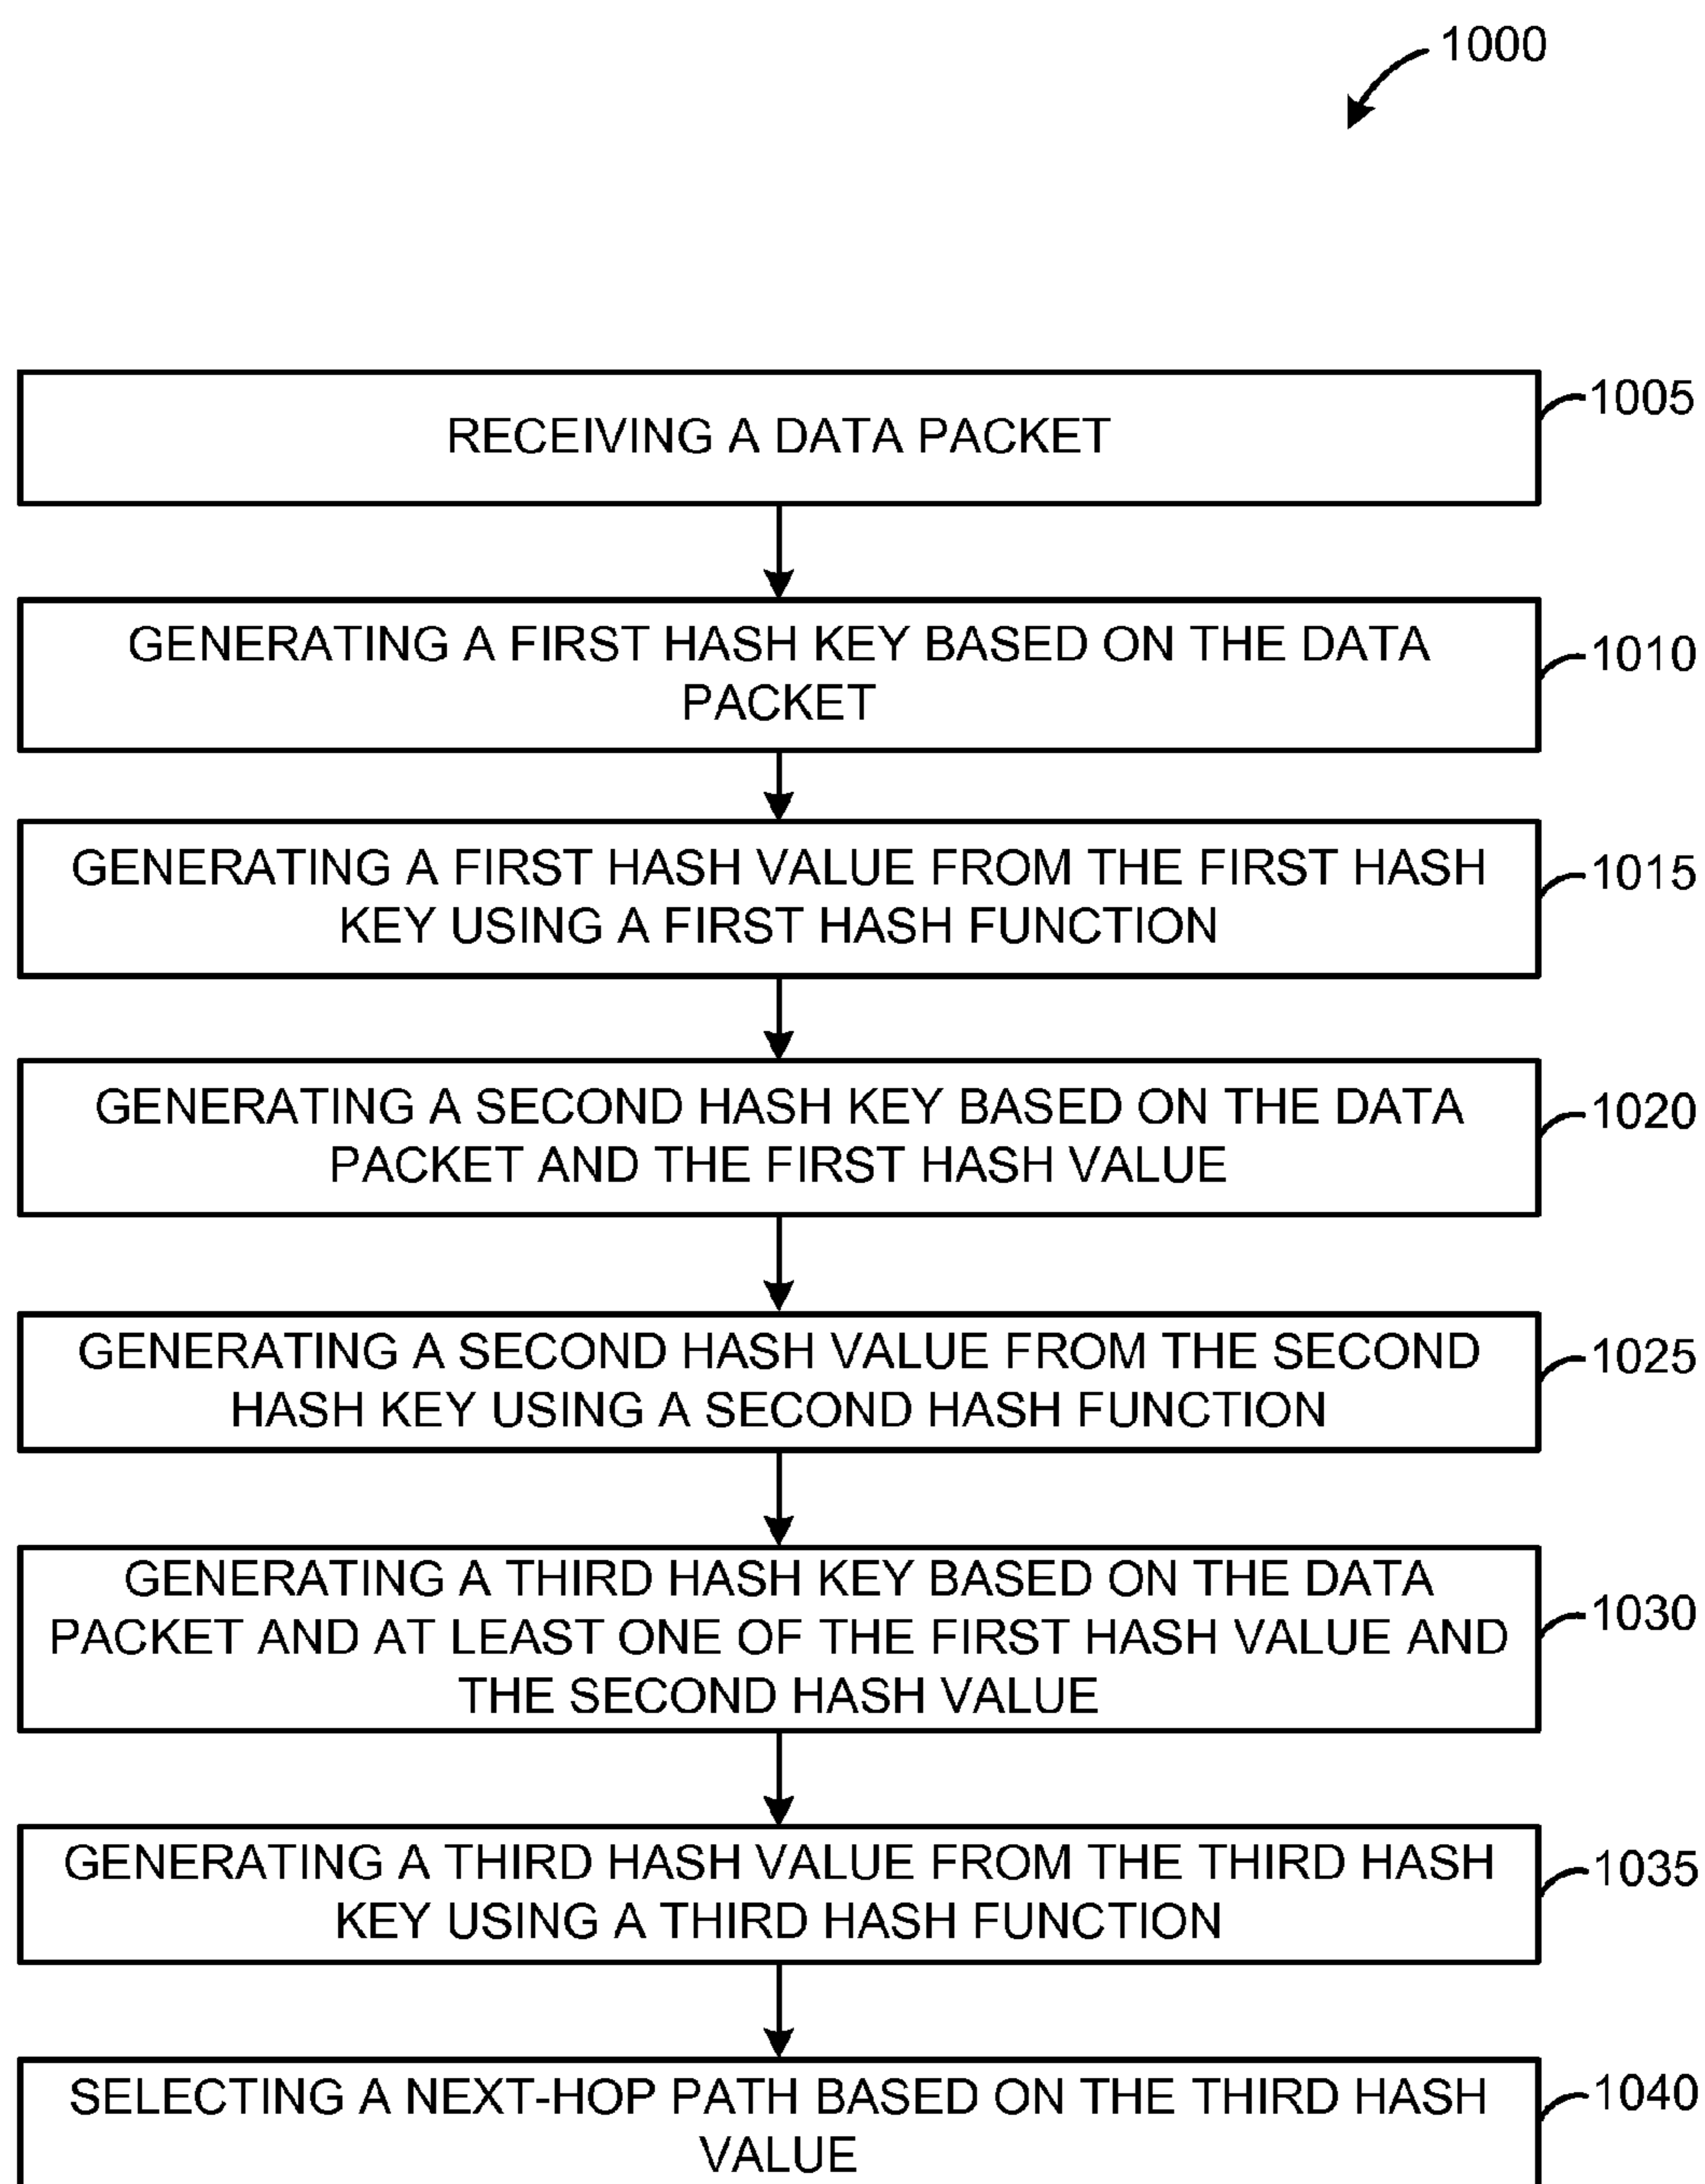 1000
RECEIVING A DATA PACKET
1005
GENERATING A FIRST HASH KEY BASED ON THE DATA
PACKET
1010
GENERATING A FIRST HASH VALUE FROM THE FIRST HASH
KEY USING A FIRST HASH FUNCTION
1015
GENERATING A SECOND HASH KEY BASED ON THE DATA
PACKET AND THE FIRST HASH VALUE
1020
GENERATING A SECOND HASH VALUE FROM THE SECOND
HASH KEY USING A SECOND HASH FUNCTION
1025
GENERATING A THIRD HASH KEY BASED ON THE DATA
PACKET AND AT LEAST ONE OF THE FIRST HASH VALUE AND
THE SECOND HASH VALUE
1030
GENERATING A THIRD HASH VALUE FROM THE THIRD HASH
KEY USING A THIRD HASH FUNCTION
1035
SELECTING A NEXT-HOP PATH BASED ON THE THIRD HASH
VALUE
1040